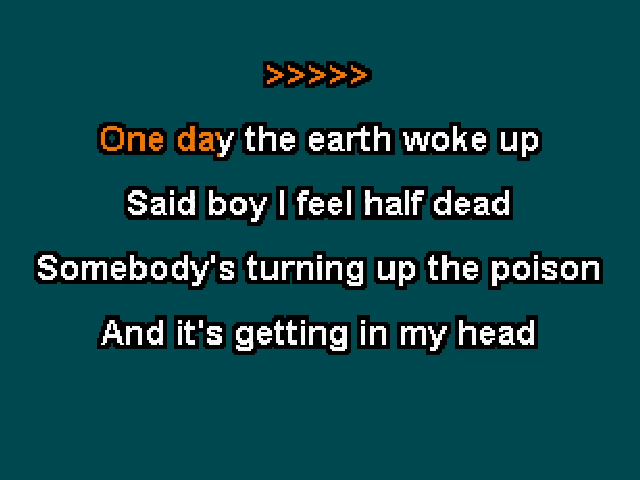 >>>>>
One day the earth woke up
Said boy I feel half dead
Somebody's turning up the poison
And it's getting in my head